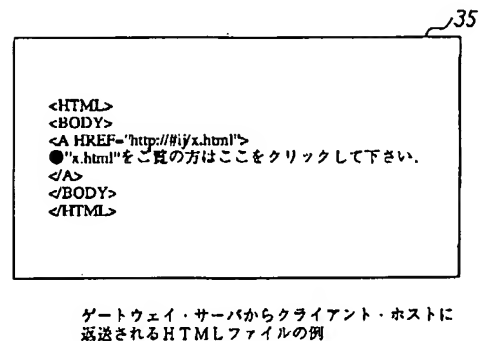 35
<HTML>
<BODY>
<A HREF="http://#ij/x.html">
●"x.html"をご覧の方はここをクリックして下さい.
</A>
</BODY>
</HTML>
ゲートウェイ・サーバからクライアント・ホストに
返送されるHTMLファイルの例